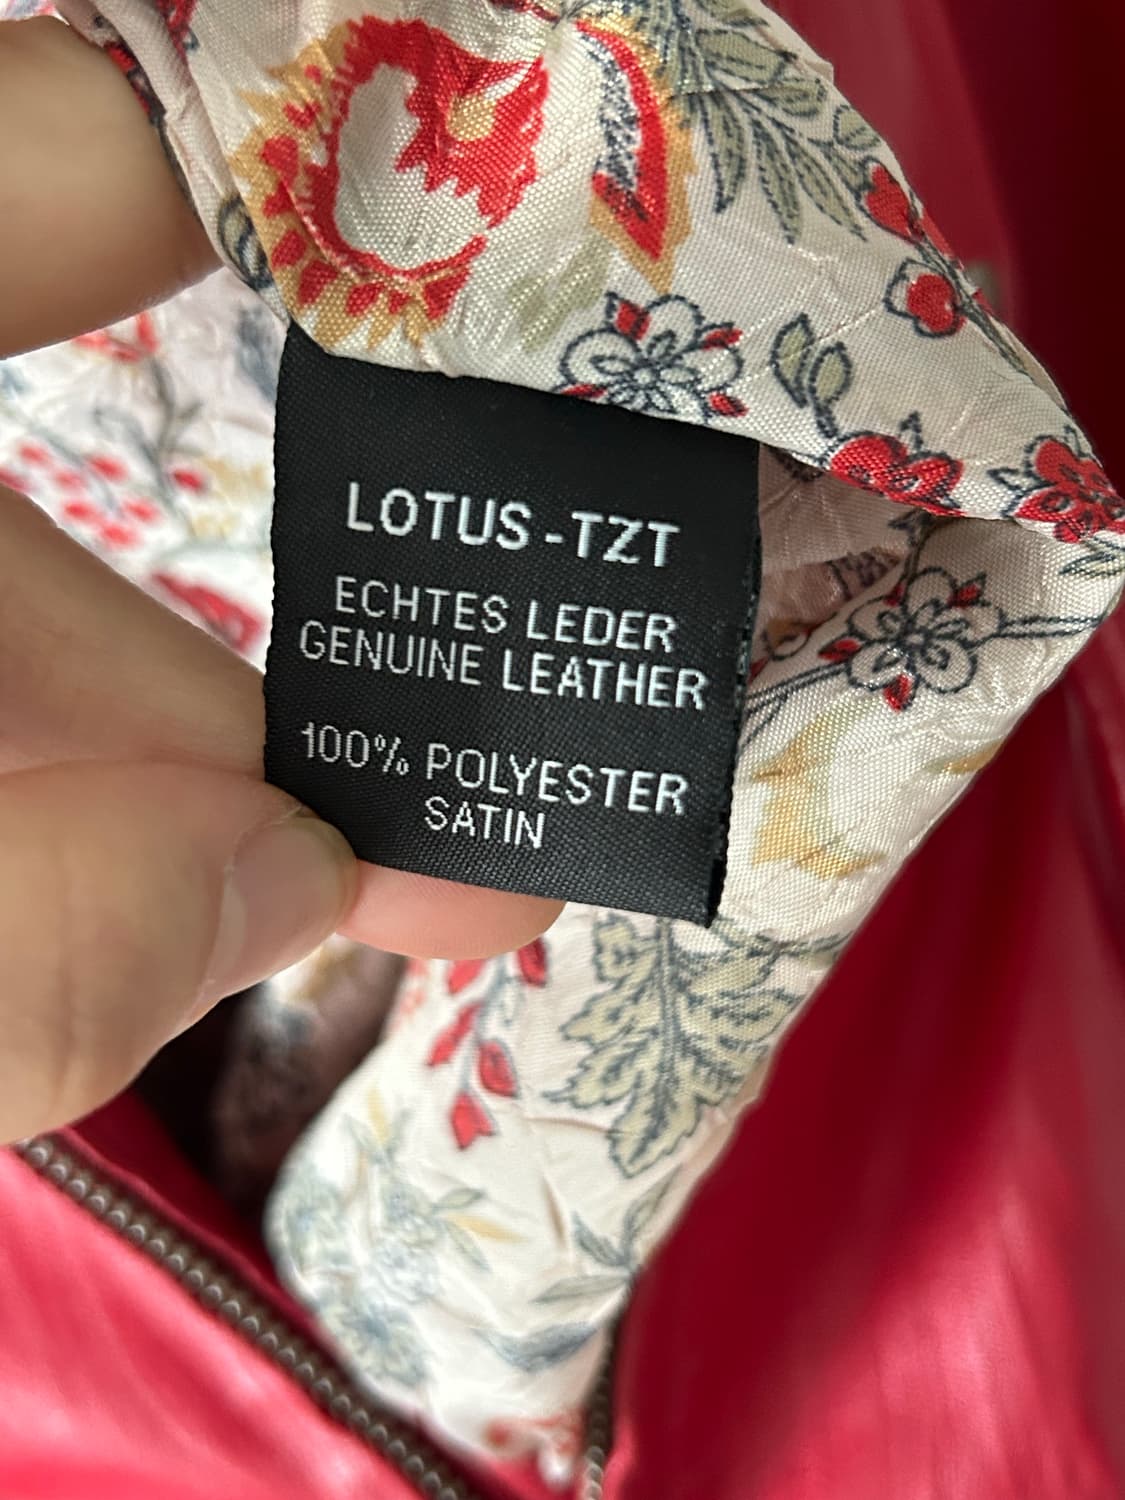 LOTUS-TZT
ECHTES LEDER
GENUINE LEATHER
100% POLYESTER
SATIN